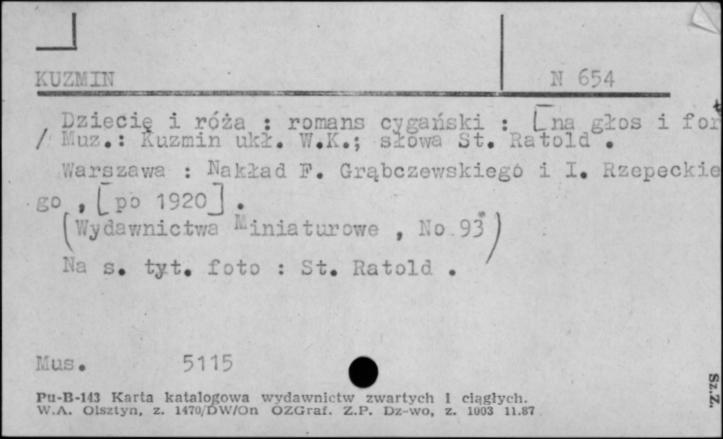 KUZMIN N 654
Dziecię i róża : romans cygański : [na głos i for
/ Muz.: Kuzmin ukł. W.K.; słowa St. Ratold .
Warszawa : Nakład F. Grąbczewskiego i I. Rzepeckie
go , [po 1920] .
(Wydawnictwa Miniaturowe , No 93)
Na s. tyt. foto : St. Ratold .
Mus. 5115
Pu-B-143 Karta katalogowa wydawnictw zwartych i ciągłych.
W.A. Olsztyn, z. 1470/DW/On OZGraf. Z.P. Dz-wo, z. 1003 11.87
Sz.Z.